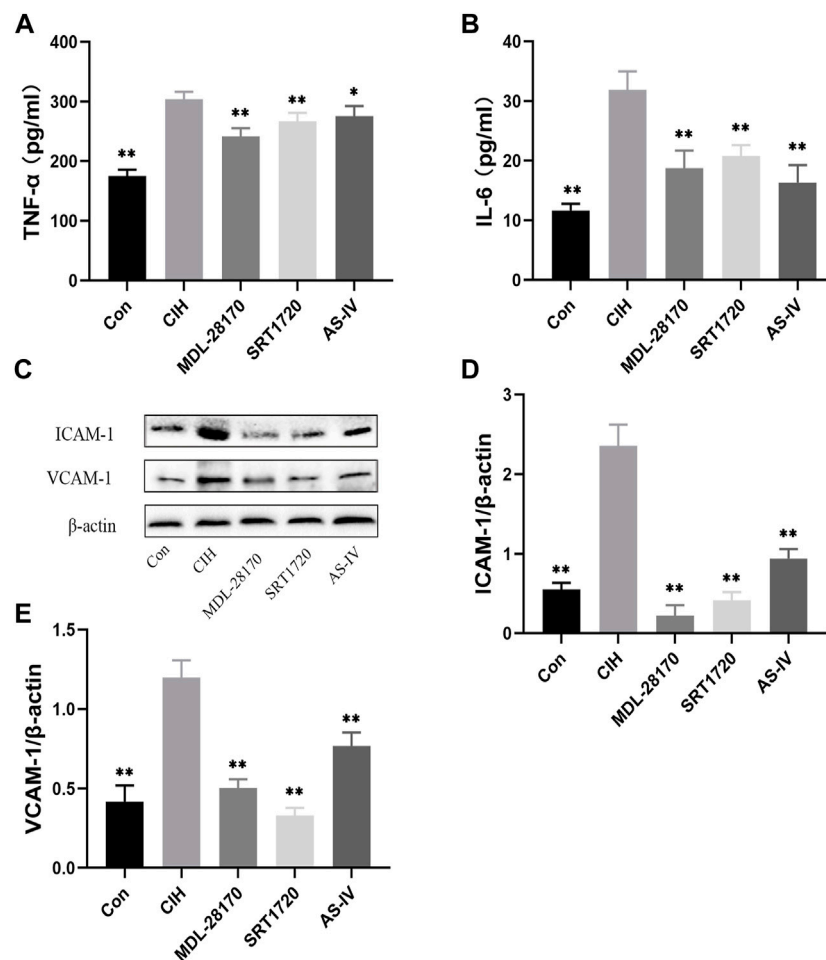 A
TNF-α（pg/ml）
400
300
200
100
0
**
**
**
*
Con
CIH
MDL-28170
SRT1720
AS-IV
B
IL-6（pg/ml）
40
30
20
10
0
**
**
**
**
Con
CIH
MDL-28170
SRT1720
AS-IV
C
ICAM-1
VCAM-1
β-actin
Con
CIH
MDL-28170
SRT1720
AS-IV
D
ICAM-1/β-actin
3
2
1
0
**
**
**
**
Con
CIH
MDL-28170
SRT1720
AS-IV
E
VCAM-1/β-actin
1.5
1.0
0.5
0.0
**
**
**
**
Con
CIH
MDL-28170
SRT1720
AS-IV